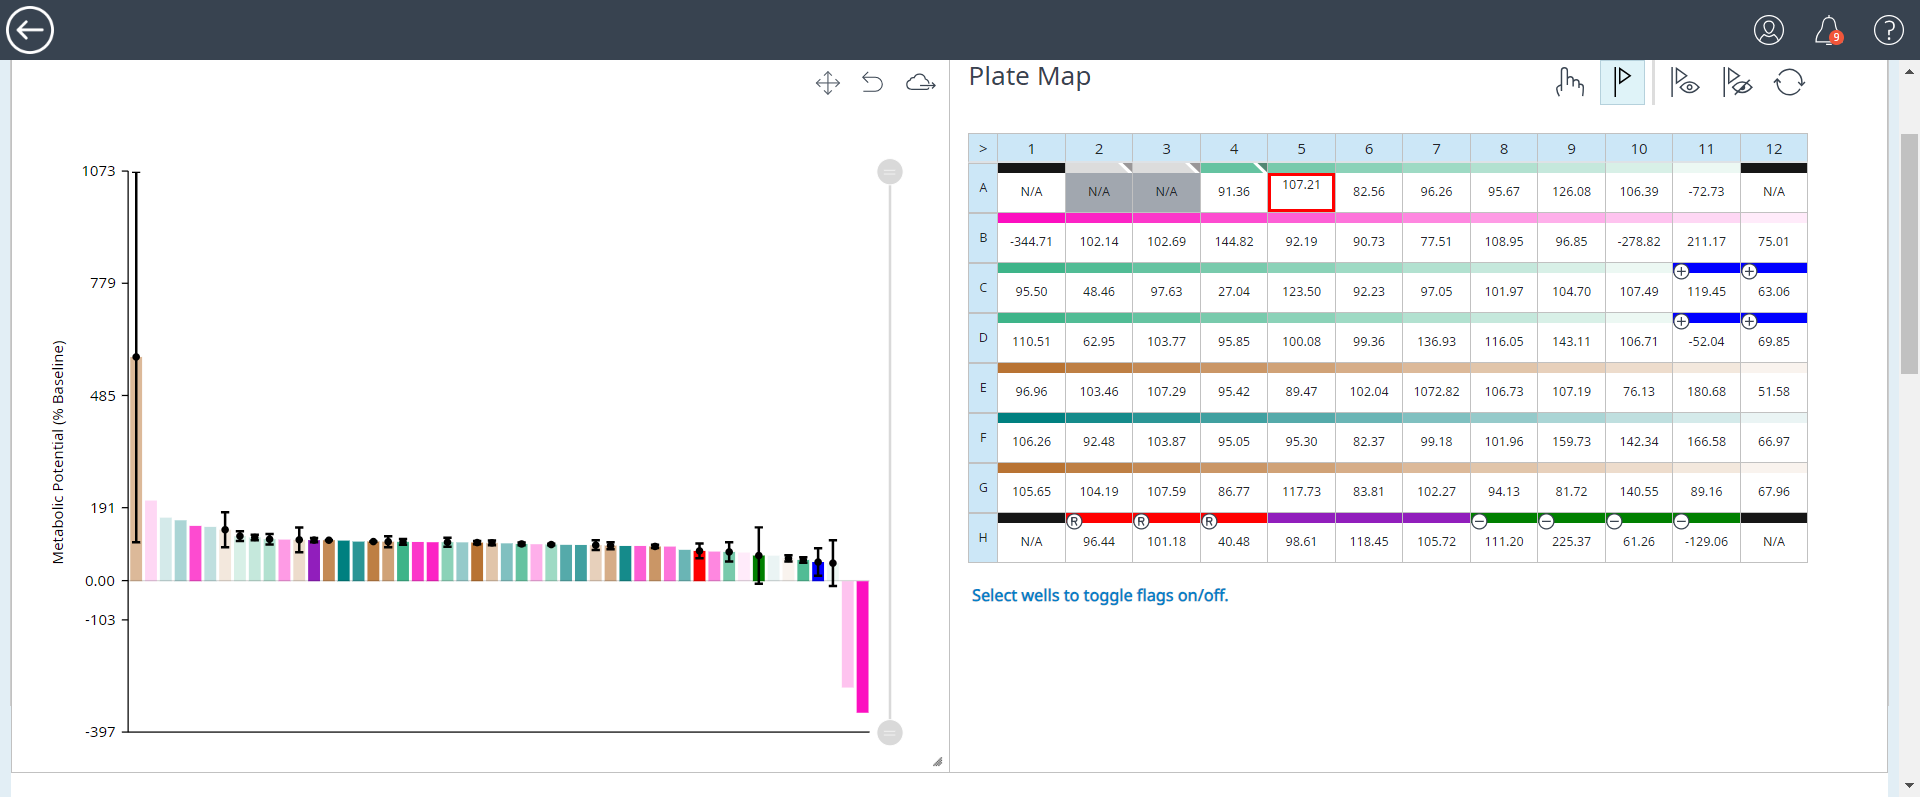 9
?
Plate Map
1073
779
485
191
0.00
-103
-397
Metabolic Potential (% Baseline)
> 1 2 3 4 5 6 7 8 9 10 11 12
A N/A N/A N/A 91.36 107.21 82.56 96.26 95.67 126.08 106.39 -72.73 N/A
B -344.71 102.14 102.69 144.82 92.19 90.73 77.51 108.95 96.85 -278.82 211.17 75.01
C 95.50 48.46 97.63 27.04 123.50 92.23 97.05 101.97 104.70 107.49 119.45 63.06
D 110.51 62.95 103.77 95.85 100.08 99.36 136.93 116.05 143.11 106.71 -52.04 69.85
E 96.96 103.46 107.29 95.42 89.47 102.04 1072.82 106.73 107.19 76.13 180.68 51.58
F 106.26 92.48 103.87 95.05 95.30 82.37 99.18 101.96 159.73 142.34 166.58 66.97
G 105.65 104.19 107.59 86.77 117.73 83.81 102.27 94.13 81.72 140.55 89.16 67.96
R R R
H N/A 96.44 101.18 40.48 98.61 118.45 105.72 111.20 225.37 61.26 -129.06 N/A
Select wells to toggle flags on/off.